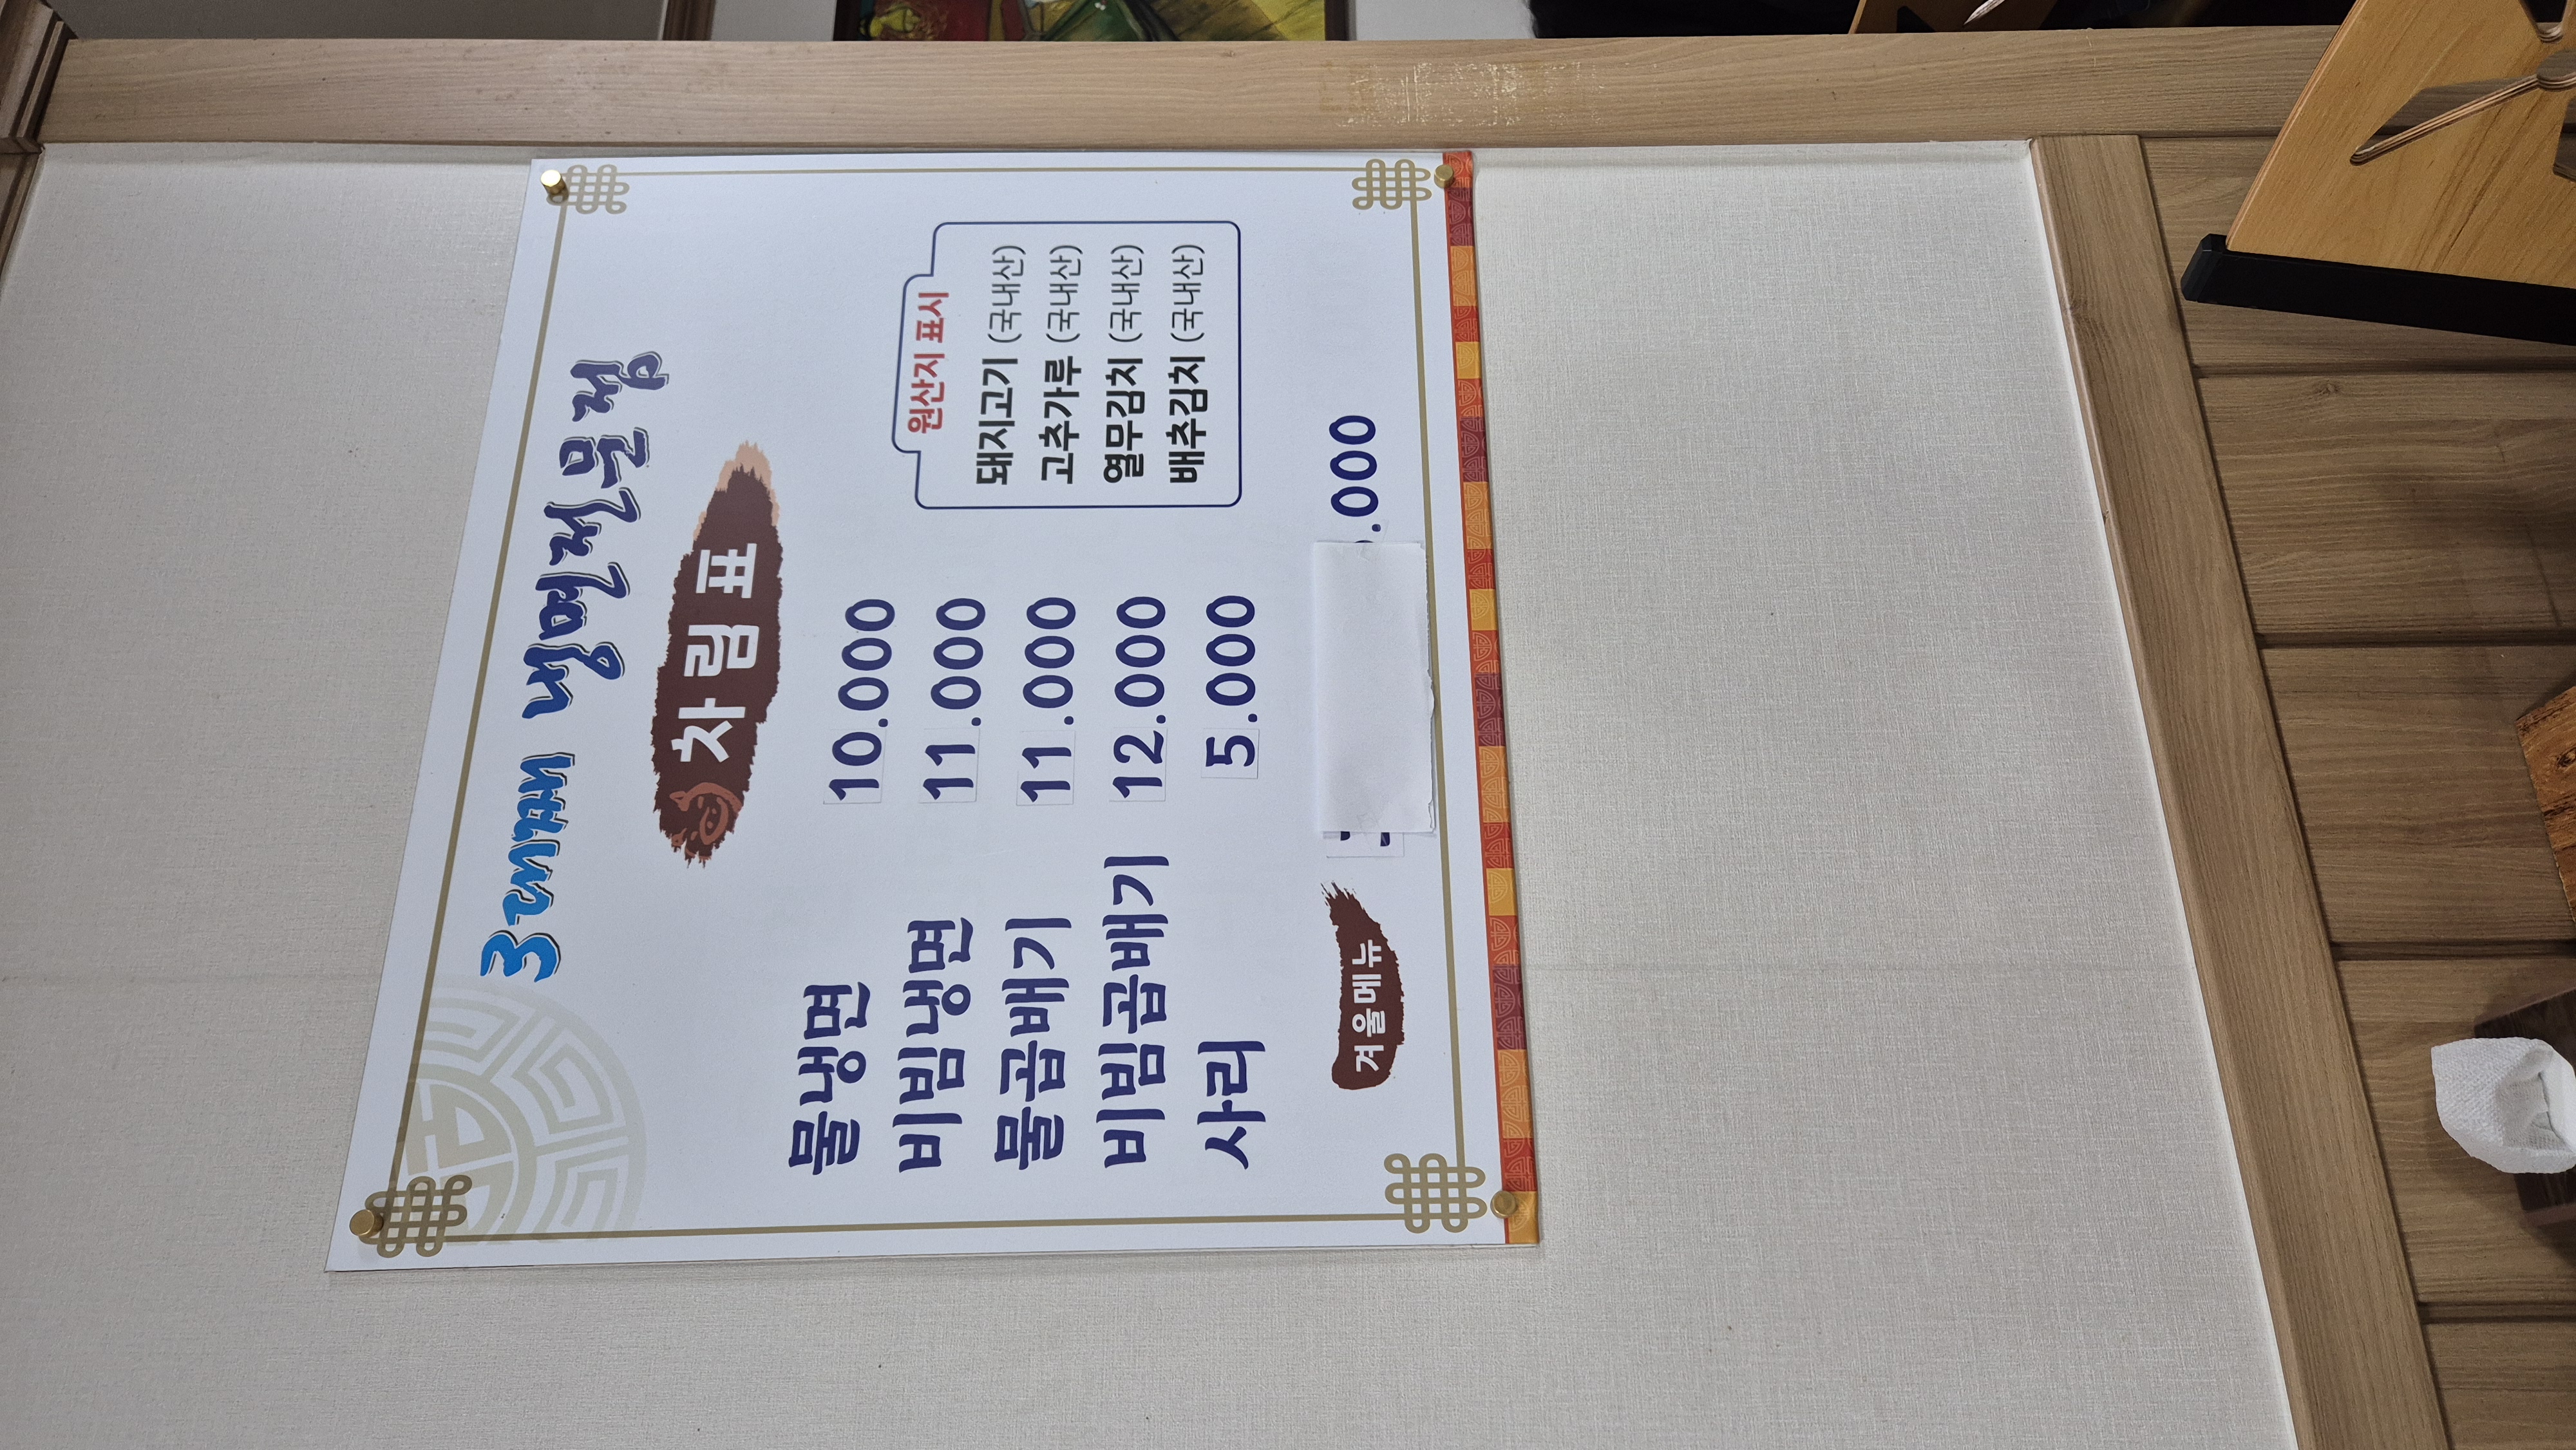 3대째 냉면전문점
차림표
물냉면 10.000
비빔냉면 11.000
물곱배기 11.000
비빔곱배기 12.000
사리 5.000
원산지 표시
돼지고기 (국내산)
고추가루 (국내산)
열무김치 (국내산)
배추김치 (국내산)
겨울메뉴 .000